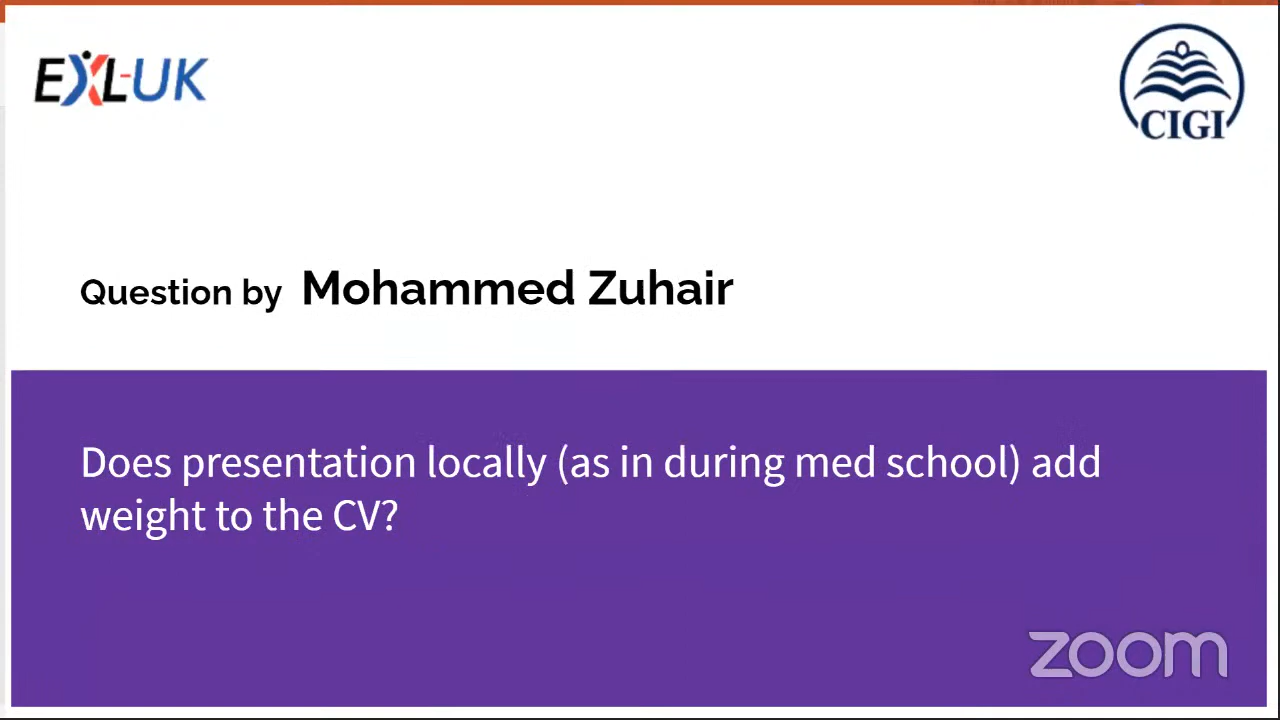 EXL-UK
CIGI
Question by Mohammed Zuhair
Does presentation locally (as in during med school) add
weight to the CV?
zoom